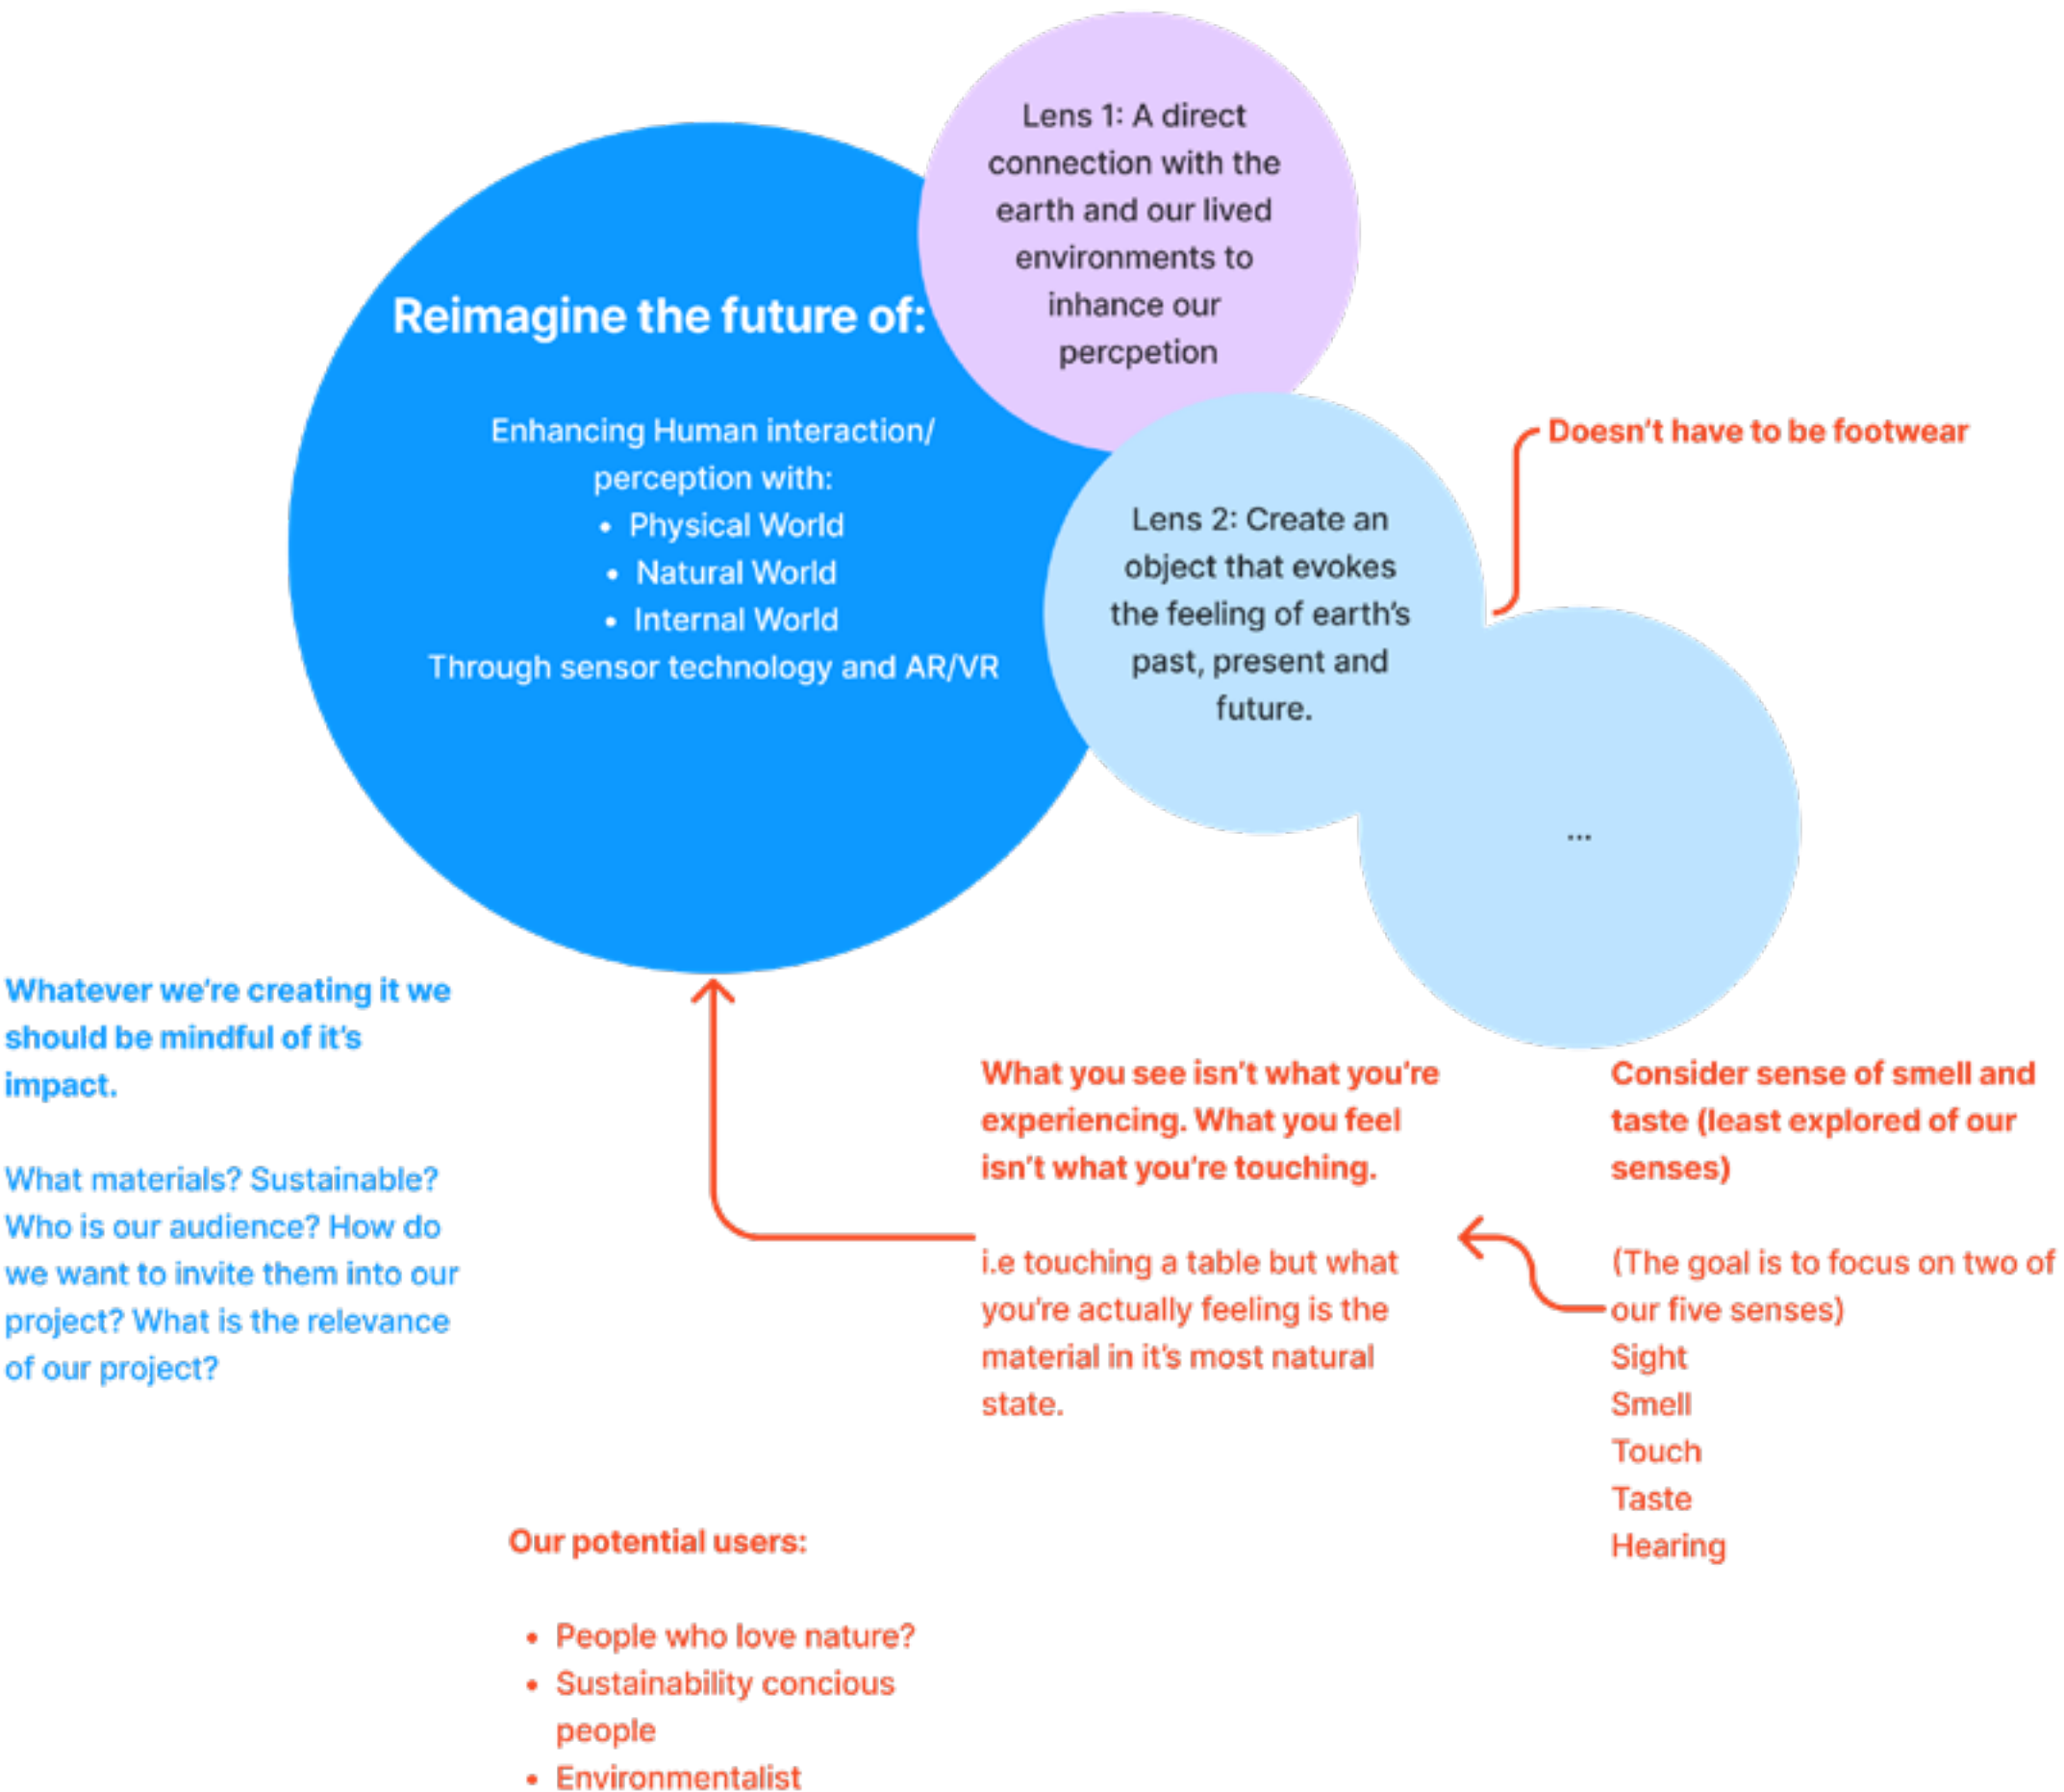 Lens 1: A direct
connection with the
earth and our lived
environments to
inhance our
percpetion
Reimagine the future of:
Enhancing Human interaction/
perception with:
• Physical World
• Natural World
• Internal World
Through sensor technology and AR/VR
Doesn't have to be footwear
Lens 2: Create an
object that evokes
the feeling of earth's
past, present and
future.
...
Whatever we're creating it we
should be mindful of it's
impact.
What materials? Sustainable?
Who is our audience? How do
we want to invite them into our
project? What is the relevance
of our project?
What you see isn't what you're
experiencing. What you feel
isn't what you're touching.
i.e touching a table but what
you're actually feeling is the
material in it's most natural
state.
Consider sense of smell and
taste (least explored of our
senses)
(The goal is to focus on two of
our five senses)
Sight
Smell
Touch
Taste
Hearing
Our potential users:
• People who love nature?
• Sustainability concious
people
• Environmentalist